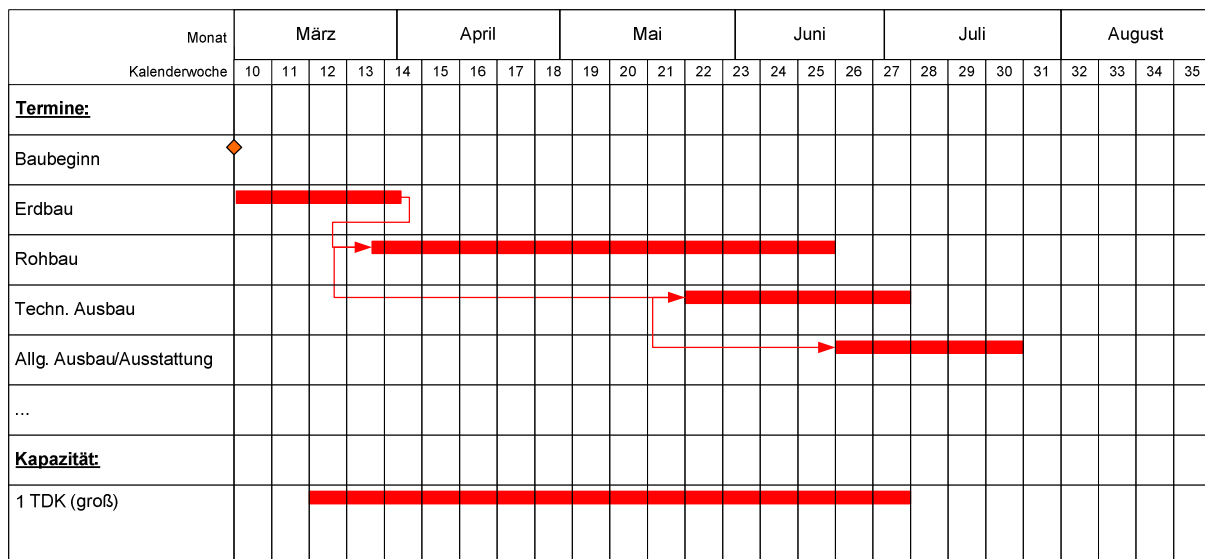 Monat März April Mai Juni Juli August
Kalenderwoche 10 11 12 13 14 15 16 17 18 19 20 21 22 23 24 25 26 27 28 29 30 31 32 33 34 35
Termine:
Baubeginn
Erdbau
Rohbau
Techn. Ausbau
Allg. Ausbau/Ausstattung
...
Kapazität:
1 TDK (groß)